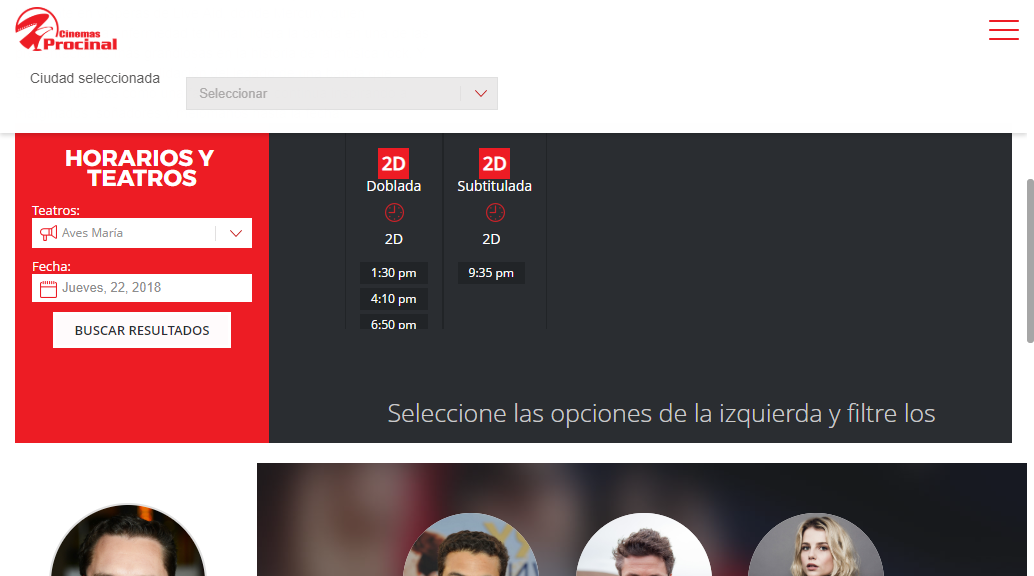 Cinemas
Procinal
Ciudad seleccionada
Seleccionar
HORARIOS Y
TEATROS
Teatros:
Aves María
Fecha:
Jueves, 22, 2018
BUSCAR RESULTADOS
2D
Doblada
2D
1:30 pm
4:10 pm
6:50 pm
2D
Subtitulada
2D
9:35 pm
Seleccione las opciones de la izquierda y filtre los